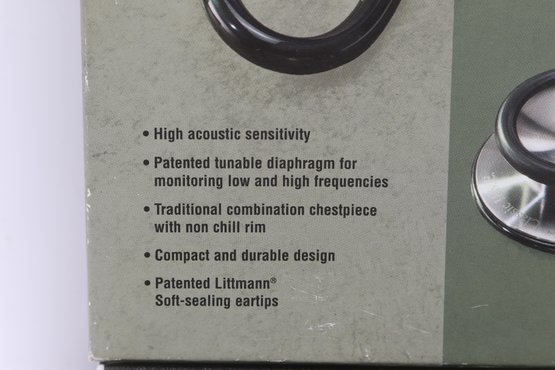 • High acoustic sensitivity
• Patented tunable diaphragm for
monitoring low and high frequencies
• Traditional combination chestpiece
with non chill rim
• Compact and durable design
• Patented Littmann®
Soft-sealing eartips